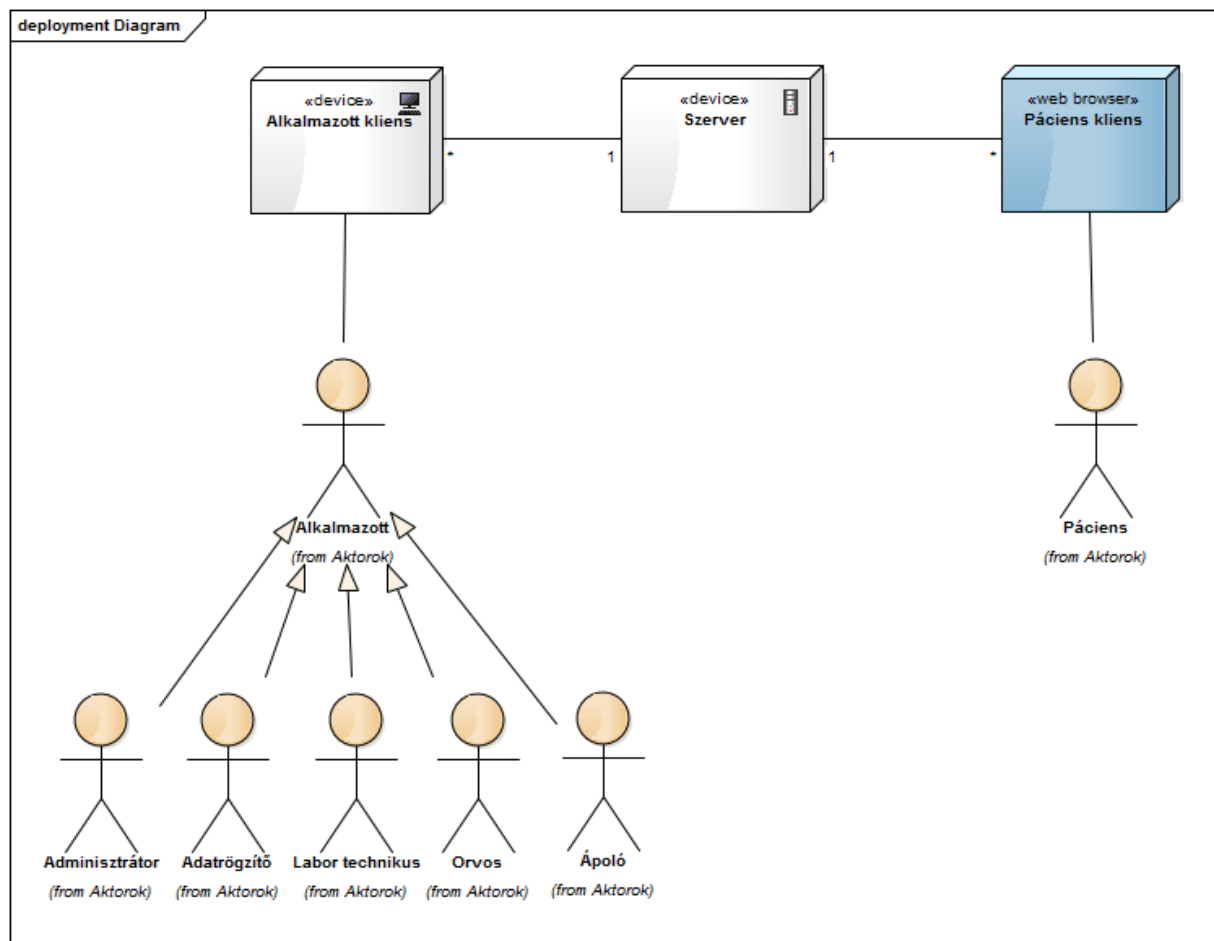 deployment Diagram
«device»
Alkalmazott kliens
«device»
Szerver
«web browser»
Páciens kliens
*
1
1
*
Alkalmazott
(from Aktorok)
Páciens
(from Aktorok)
Adminisztrátor
(from Aktorok)
Adatrögzítő
(from Aktorok)
Labor technikus
(from Aktorok)
Orvos
(from Aktorok)
Ápoló
(from Aktorok)